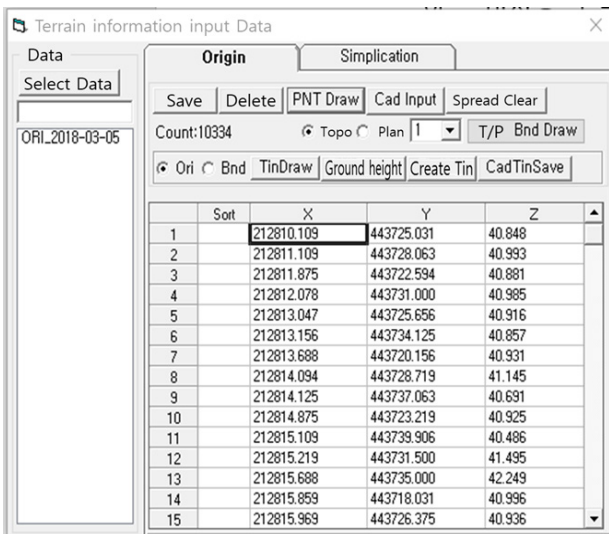 Terrain information input Data
Data
Select Data
ORI_2018-03-05
Origin Simplication
Save Delete PNT Draw Cad Input Spread Clear
Count:10334 Topo Plan 1 T/P Bnd Draw
Ori Bnd TinDraw Ground height Create Tin CadTinSave
Sort X Y Z
1 212810.109 443725.031 40.848
2 212811.109 443728.063 40.993
3 212811.875 443722.594 40.881
4 212812.078 443731.000 40.985
5 212813.047 443725.656 40.916
6 212813.156 443734.125 40.857
7 212813.688 443720.156 40.931
8 212814.094 443728.719 41.145
9 212814.125 443737.063 40.691
10 212814.875 443723.219 40.925
11 212815.109 443739.906 40.486
12 212815.219 443731.500 41.495
13 212815.688 443735.000 42.249
14 212815.859 443718.031 40.996
15 212815.969 443726.375 40.936